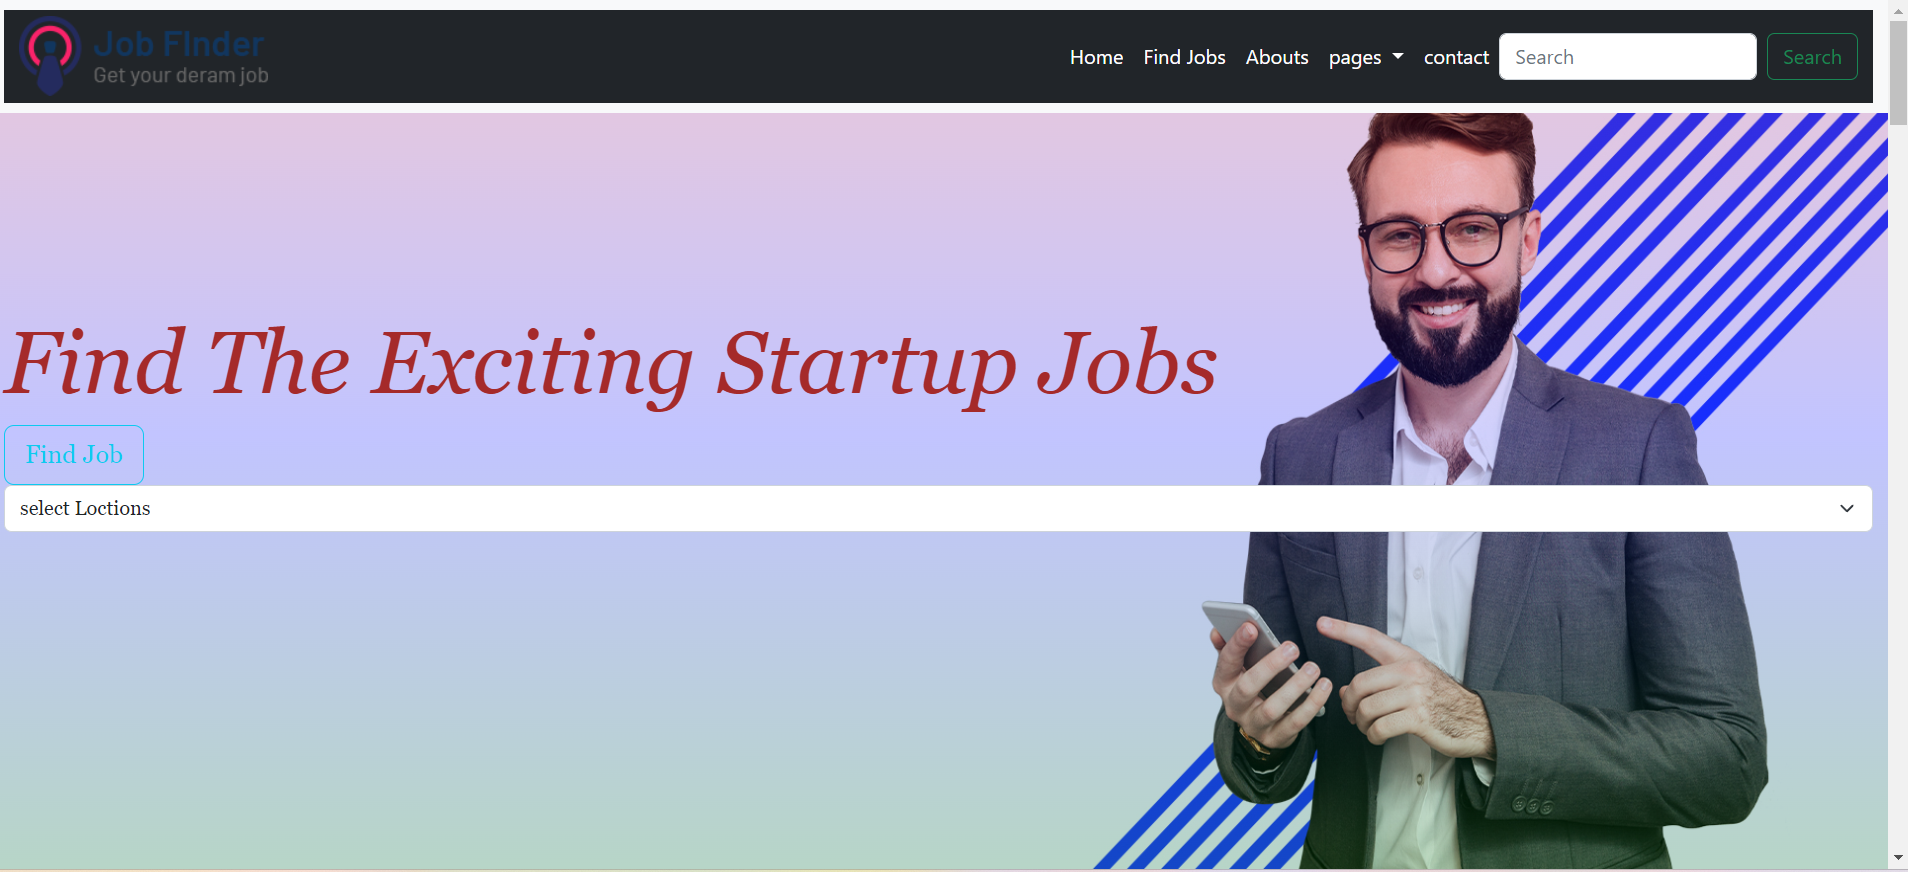 Job FInder
Get your deram job
Home Find Jobs Abouts pages contact Search Search
Find The Exciting Startup Jobs
Find Job
select Loctions